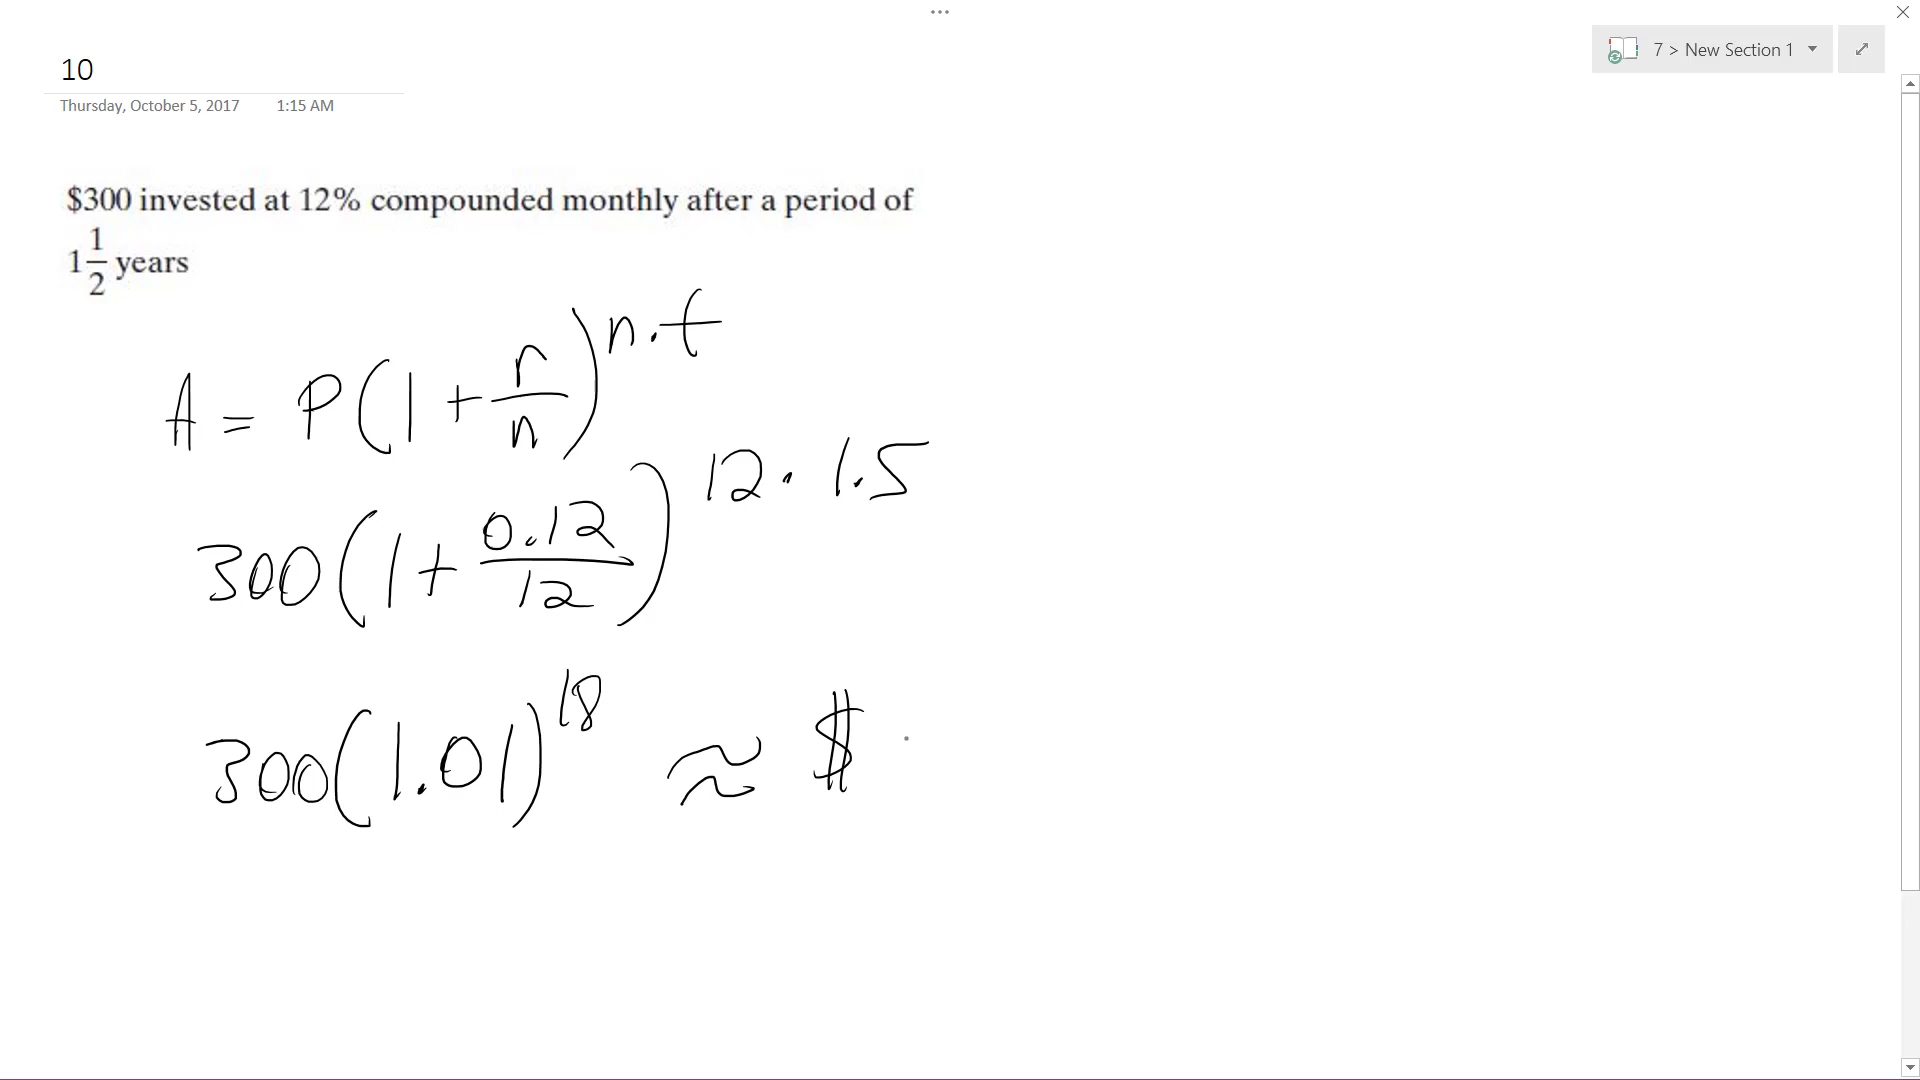 7 > New Section 1
10
Thursday, October 5, 2017 1:15 AM
$300 invested at 12% compounded monthly after a period of
1 1/2 years
A = P(1 + r/n)^n·t
300(1 + 0.12/12)^12·1.5
300(1.01)^18 ≈ $